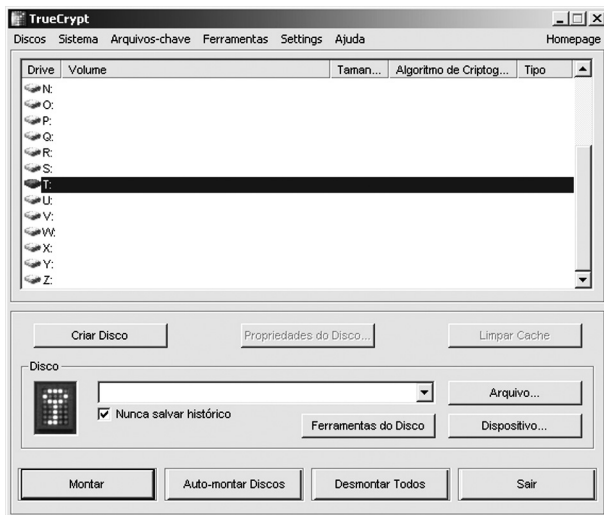 TrueCrypt
Discos Sistema Arquivos-chave Ferramentas Settings Ajuda Homepage
Drive Volume Taman... Algoritmo de Criptog... Tipo
N:
O:
P:
Q:
R:
S:
T:
U:
V:
W:
X:
Y:
Z:
Criar Disco Propriedades do Disco... Limpar Cache
Disco
Arquivo...
Nunca salvar histórico
Ferramentas do Disco Dispositivo...
Montar Auto-montar Discos Desmontar Todos Sair